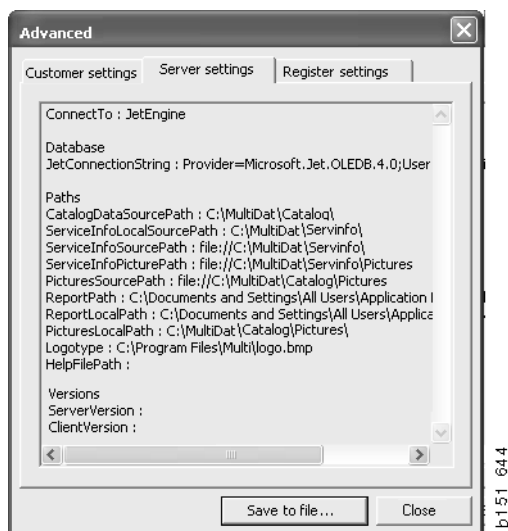 Advanced
Customer settings
Server settings
Register settings
ConnectTo : JetEngine
Database
JetConnectionString : Provider=Microsoft.Jet.OLEDB.4.0;User
Paths
CatalogDataSourcePath : C:\MultiDat\Catalog\
ServiceInfoLocalSourcePath : C:\MultiDat\Servinfo\
ServiceInfoSourcePath : file://C:\MultiDat\Servinfo\
ServiceInfoPicturePath : file://C:\MultiDat\Servinfo\Pictures
PicturesSourcePath : file://C:\MultiDat\Catalog\Pictures
ReportPath : C:\Documents and Settings\All Users\Application
ReportLocalPath : C:\Documents and Settings\All Users\Applica
PicturesLocalPath : C:\MultiDat\Catalog\Pictures\
Logotype : C:\Program Files\Multi\logo.bmp
HelpFilePath :
Versions
ServerVersion :
ClientVersion :
Save to file...
Close
b151 644